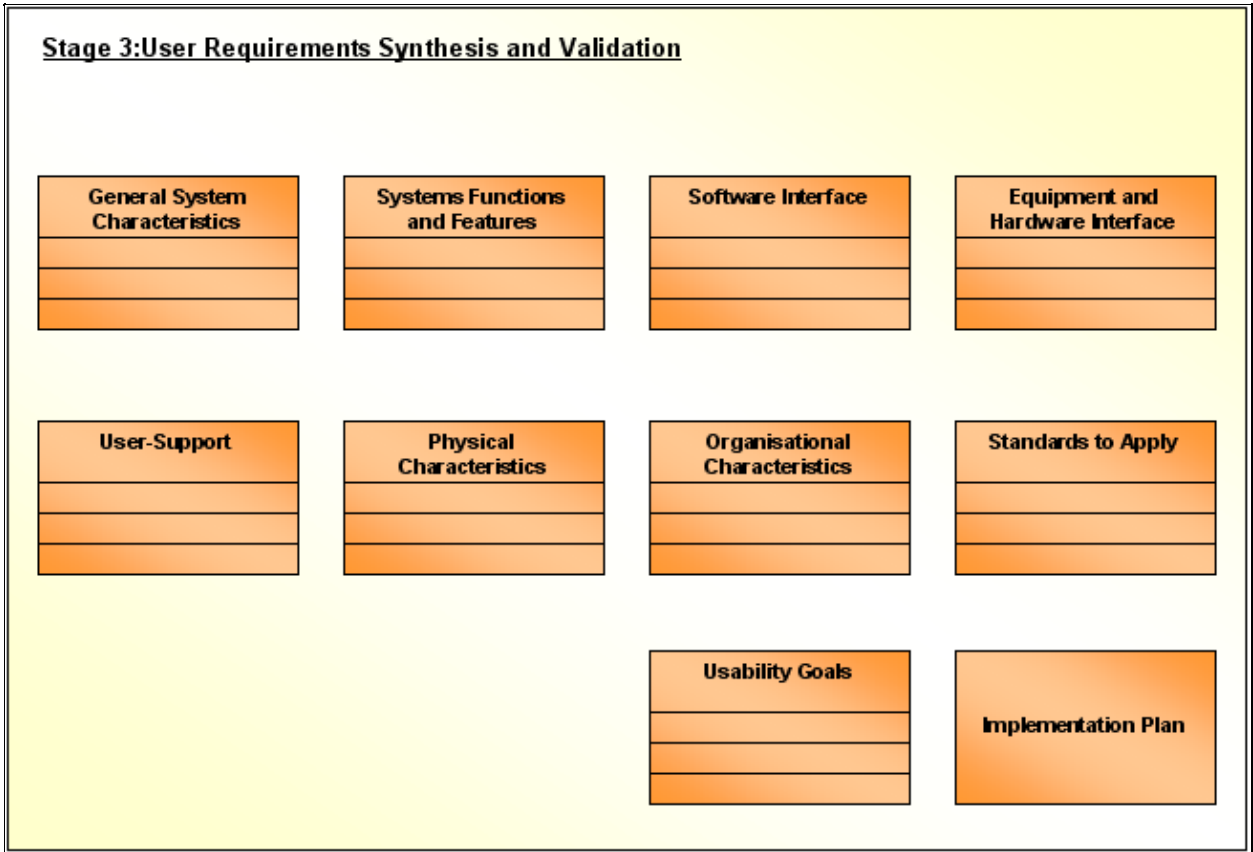 Stage 3:User Requirements Synthesis and Validation
General System
Characteristics
Systems Functions
and Features
Software Interface
Equipment and
Hardware Interface
User-Support
Physical
Characteristics
Organisational
Characteristics
Standards to Apply
Usability Goals
Implementation Plan